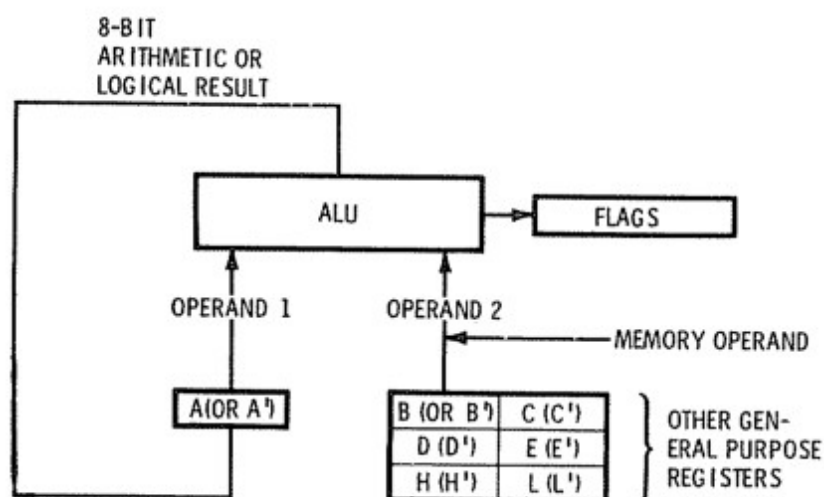 8-BIT
ARITHMETIC OR
LOGICAL RESULT
ALU
FLAGS
OPERAND 1
OPERAND 2
MEMORY OPERAND
A(OR A')
B (OR B')
C (C')
D (D')
E (E')
H (H')
L (L')
OTHER GEN-
ERAL PURPOSE
REGISTERS